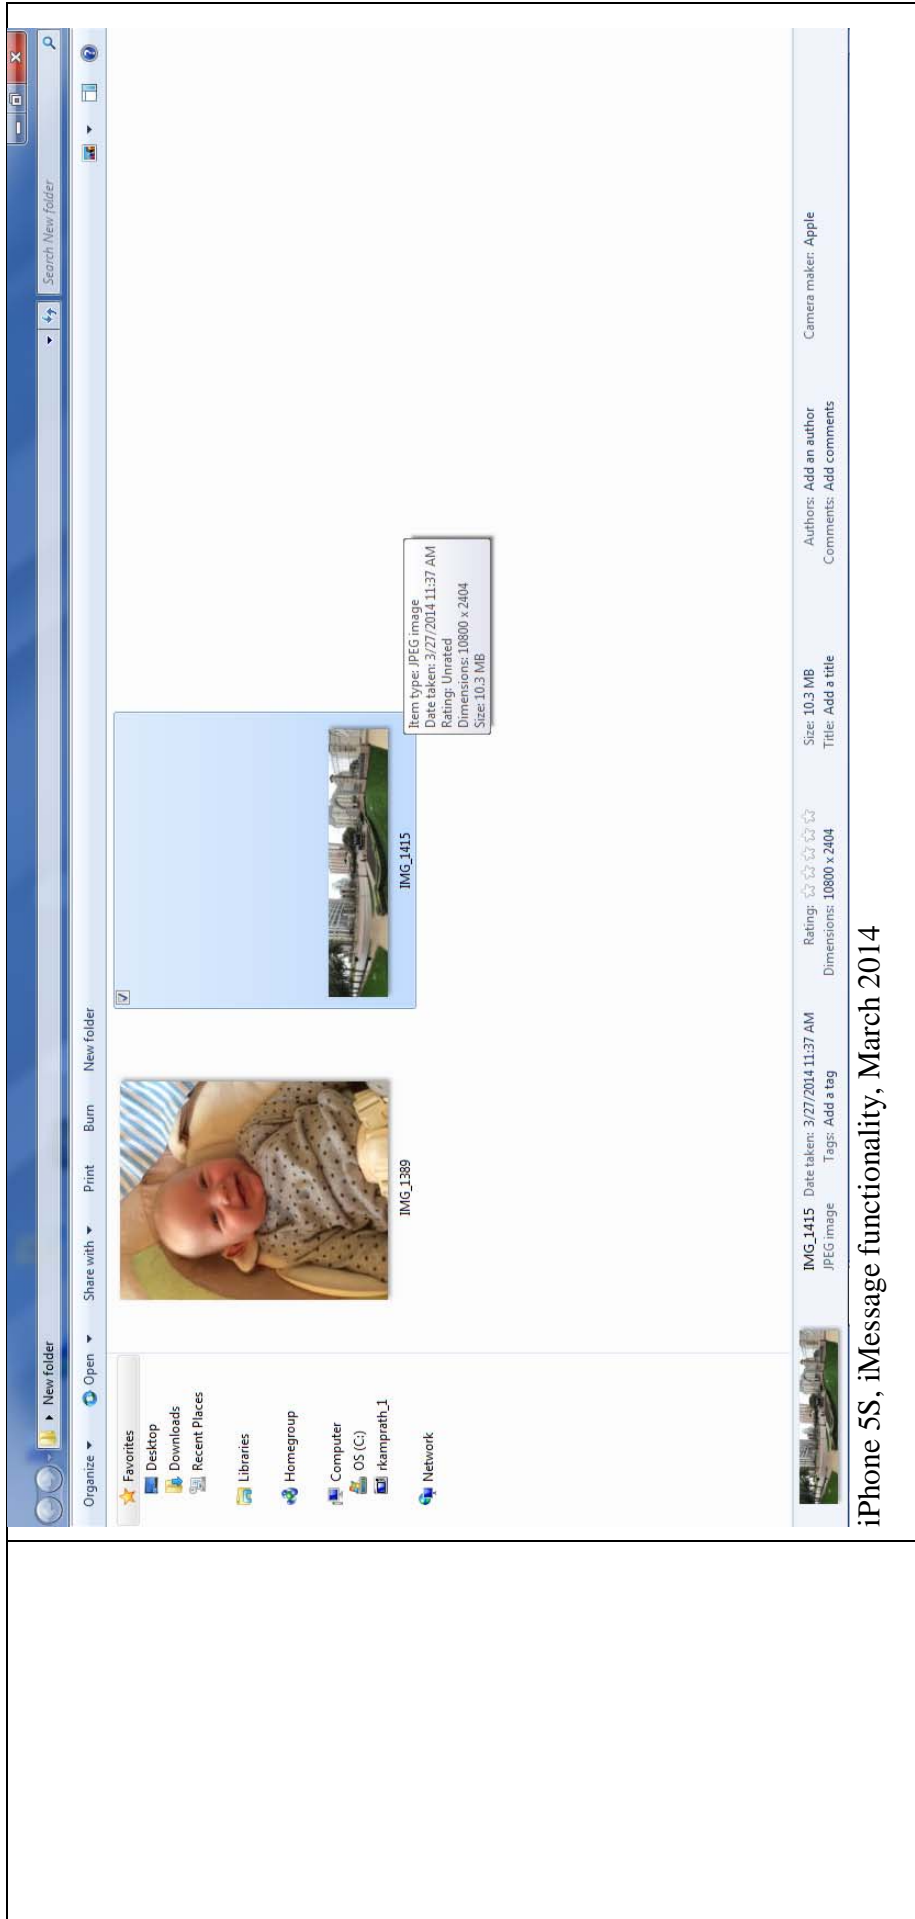 New folder
Search New folder
Organize
Open
Share with
Print
Burn
New folder
Favorites
Desktop
Downloads
Recent Places
Libraries
Homegroup
Computer
OS (C:)
rkamprath_1
Network
IMG_1389
IMG_1415
Item type: JPEG image
Date taken: 3/27/2014 11:37 AM
Rating: Unrated
Dimensions: 10800 x 2404
Size: 10.3 MB
IMG_1415 Date taken: 3/27/2014 11:37 AM Rating: Size: 10.3 MB Authors: Add an author Camera maker: Apple
JPEG image Tags: Add a tag Dimensions: 10800 x 2404 Title: Add a title Comments: Add comments
iPhone 5S, iMessage functionality, March 2014